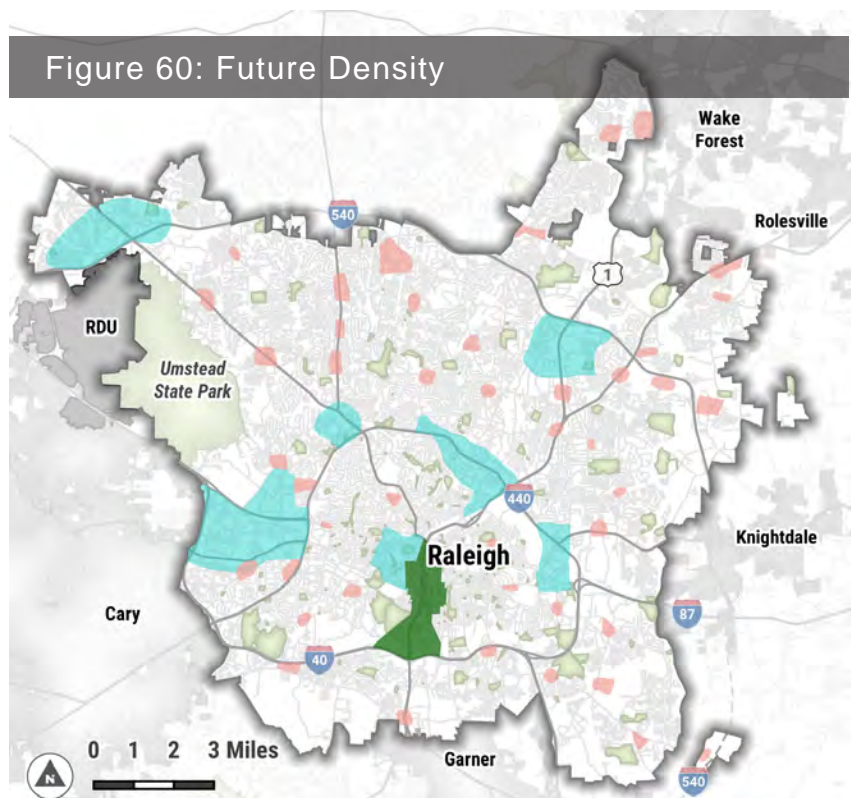 Figure 60: Future Density
Wake
Forest
540
Rolesville
1
RDU
Umstead
State Park
440
Raleigh
Knightdale
Cary
87
40
0 1 2 3 Miles
Garner
N
540